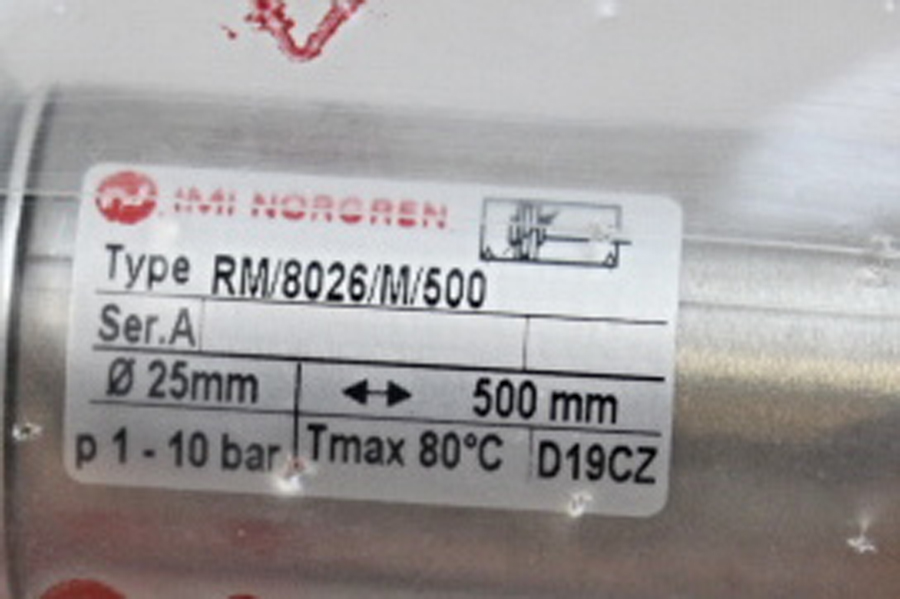 IMI NORGREN
Type RM/8026/M/500
Ser.A
Ø 25mm ↔ 500 mm
p 1 - 10 bar Tmax 80°C D19CZ